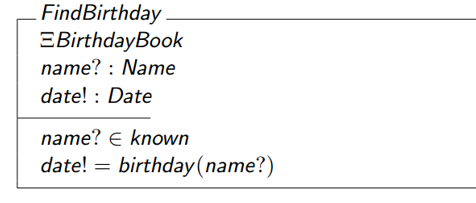 FindBirthday
ΞBirthdayBook
name? : Name
date! : Date
name? ∈ known
date! = birthday(name?)